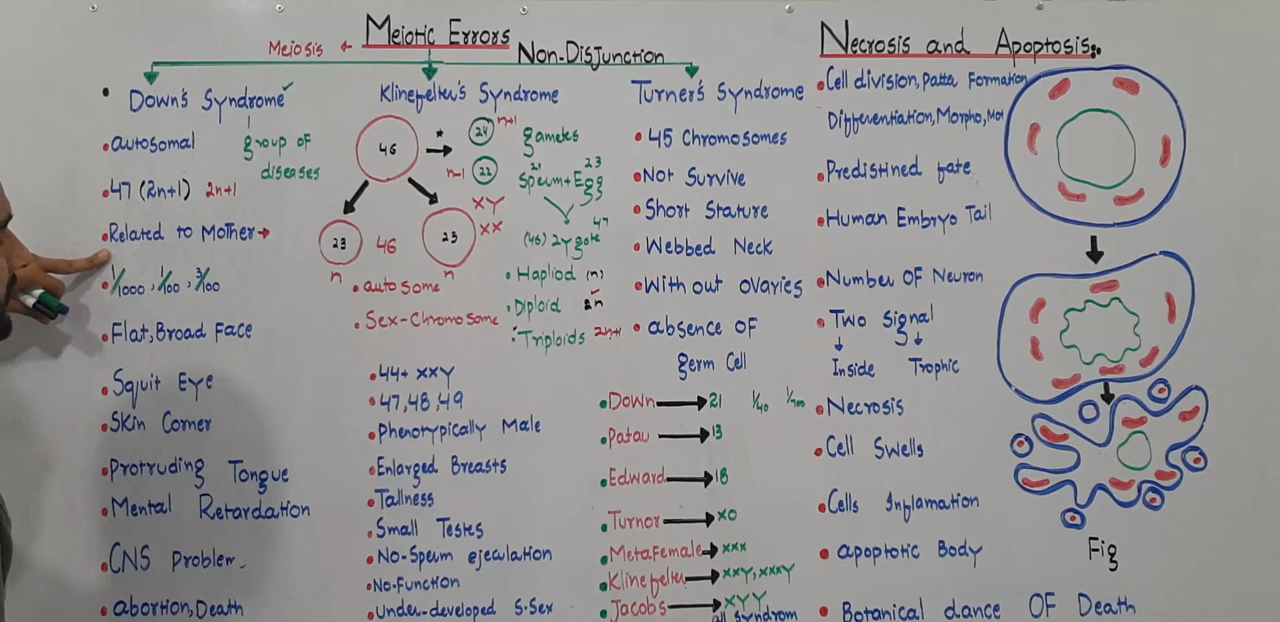 Meiotic Errors
Meiosis
Non-Disjunction
Down's Syndrome
group of
diseases
autosomal
47 (2n+1) 2n+1
Related to Mother
1/1000, 1/100, 3/100
Flat, Broad Face
Squit Eye
Skin Corner
Protruding Tongue
Mental Retardation
CNS Problem.
abortion, Death
Klinefelter's Syndrome
46
24 n+1
n-1 22
gametes
21 23
Sperm + Egg
47
(46) Zygote
XY
XX
23 46 23
n n
autosome
Sex-Chromosome
Hapliod (n)
Diploid 2n
Triploids 2n+1
44+ XXY
47,48,49
Phenotypically Male
Enlarged Breasts
Tallness
Small Testes
No-Sperm ejeculation
No-Function
Under-developed S.Sex
Turner's Syndrome
45 Chromosomes
Not Survive
Short Stature
Webbed Neck
With out ovaries
absence OF
germ Cell
Down 21 1/40
Patau 13
Edward 18
Turnor XO
MetaFemale XXX
Klinefelter XXY, XXXY
Jacobs XYY
all Syndrom
Necrosis and Apoptosis:
Cell division, Patta Formation
Differentiation, Morpho, Mot
Predistined fate
Human Embryo Tail
Number OF Neuron
Two Signal
Inside Trophic
Necrosis
Cell Swells
Cells Inflamation
apoptotic Body
Botanical dance OF Death
Fig